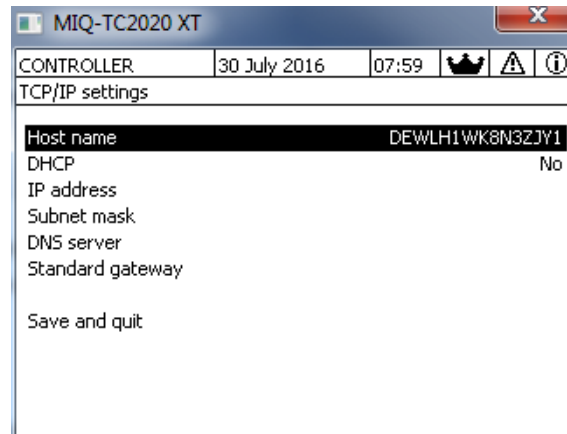 MIQ-TC2020 XT
CONTROLLER 30 July 2016 07:59
TCP/IP settings
Host name DEWLH1WK8N3ZJY1
DHCP No
IP address
Subnet mask
DNS server
Standard gateway
Save and quit